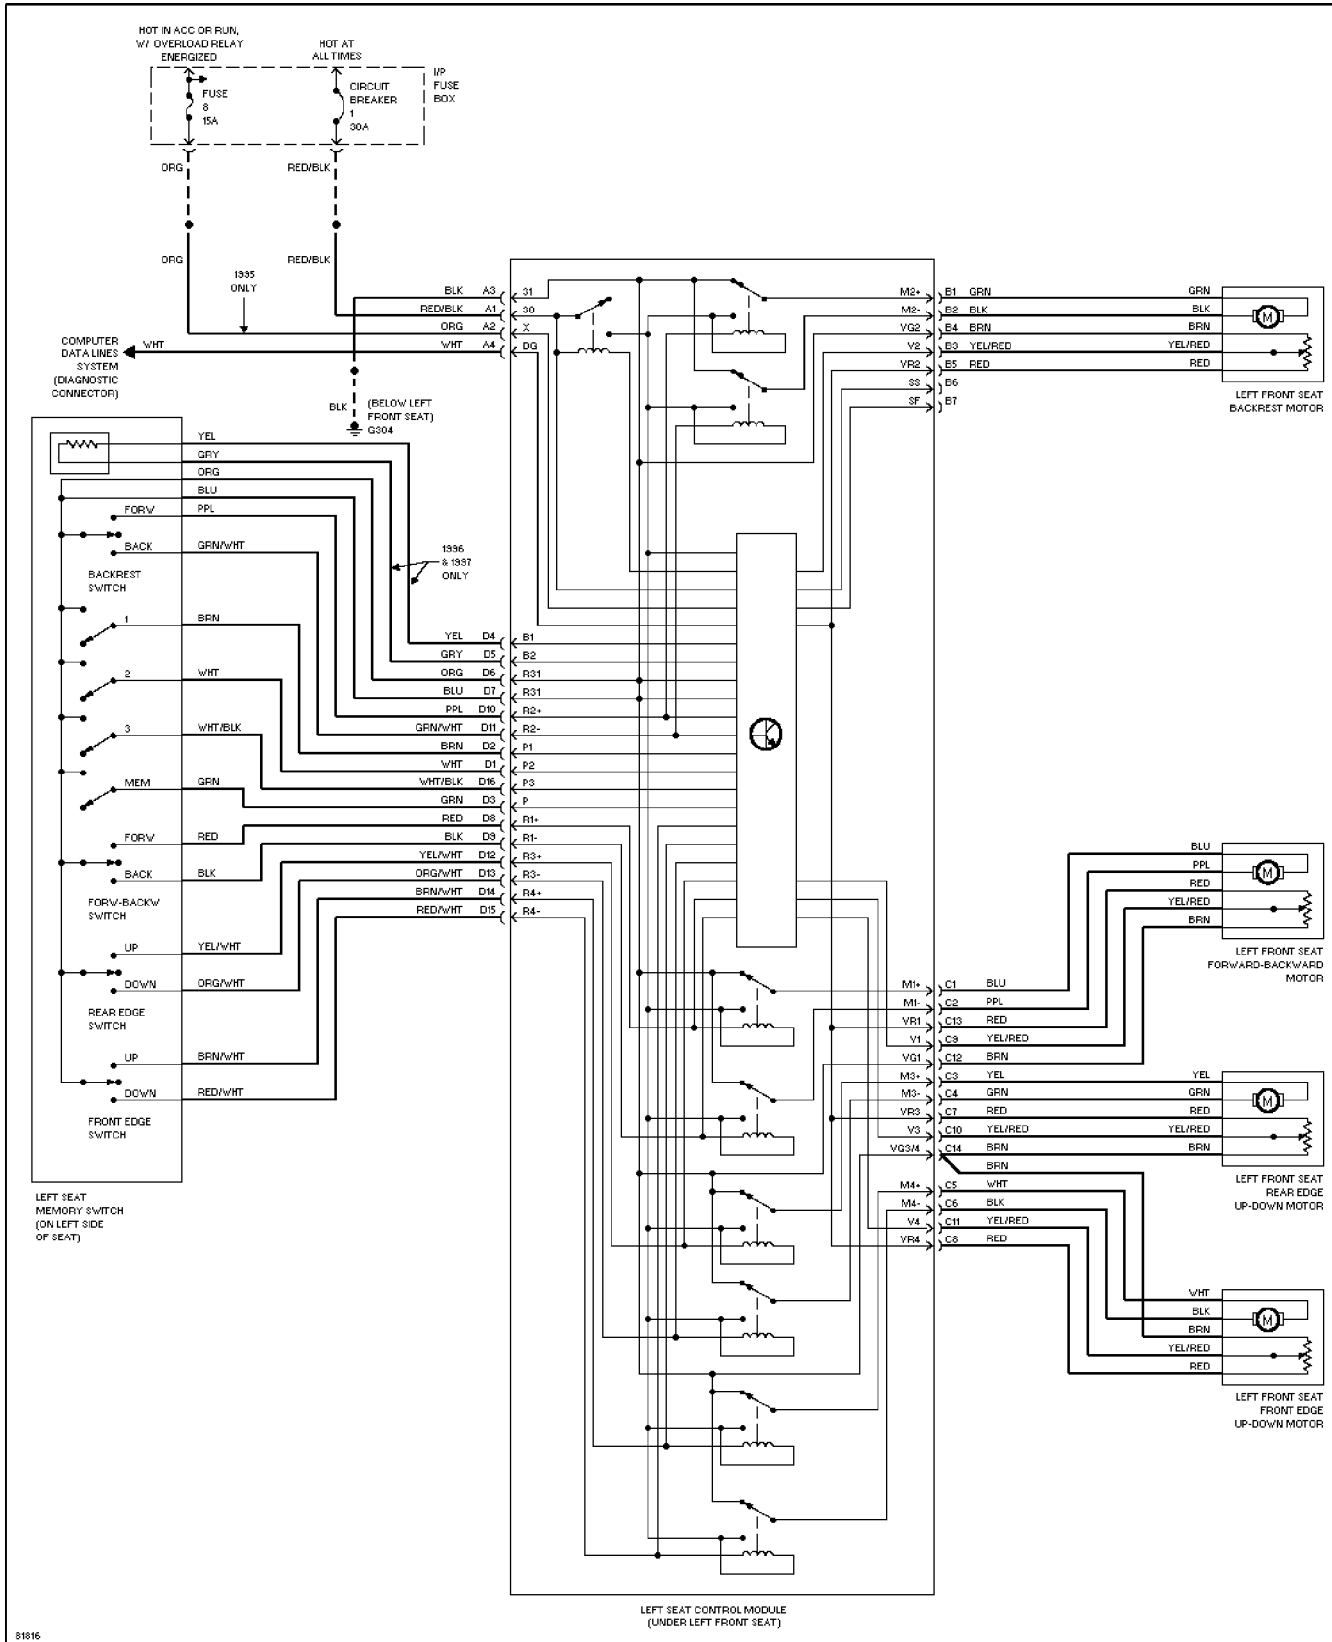 HOT IN ACC OR RUN,
W/ OVERLOAD RELAY
ENERGIZED
HOT AT
ALL TIMES
FUSE
8
15A
CIRCUIT
BREAKER
1
30A
I/P
FUSE
BOX
ORG
RED/BLK
ORG
RED/BLK
1995
ONLY
BLK A3 31
RED/BLK A1 30
ORG A2 X
WHT A4 DG
COMPUTER
DATA LINES
SYSTEM
(DIAGNOSTIC
CONNECTOR)
WHT
BLK
(BELOW LEFT
FRONT SEAT)
G304
M2+ B1 GRN GRN
M2- B2 BLK BLK
VG2 B4 BRN BRN
V2 B3 YEL/RED YEL/RED
VR2 B5 RED RED
SS B6
SF B7
M
LEFT FRONT SEAT
BACKREST MOTOR
YEL
GRY
ORG
BLU
FORW PPL
BACK GRN/WHT
BACKREST
SWITCH
1996
& 1997
ONLY
1 BRN
2 WHT
3 WHT/BLK
MEM GRN
FORW RED
BACK BLK
FORW-BACKW
SWITCH
UP YEL/WHT
DOWN ORG/WHT
REAR EDGE
SWITCH
UP BRN/WHT
DOWN RED/WHT
FRONT EDGE
SWITCH
LEFT SEAT
MEMORY SWITCH
(ON LEFT SIDE
OF SEAT)
YEL D4 B1
GRY D5 B2
ORG D6 R31
BLU D7 R31
PPL D10 R2+
GRN/WHT D11 R2-
BRN D2 P1
WHT D1 P2
WHT/BLK D16 P3
GRN D3 P
RED D8 R1+
BLK D9 R1-
YEL/WHT D12 R3+
ORG/WHT D13 R3-
BRN/WHT D14 R4+
RED/WHT D15 R4-
BLU
PPL
RED
YEL/RED
BRN
M
LEFT FRONT SEAT
FORWARD-BACKWARD
MOTOR
M1+ C1 BLU
M1- C2 PPL
VR1 C13 RED
V1 C9 YEL/RED
VG1 C12 BRN
M3+ C3 YEL YEL
M3- C4 GRN GRN
VR3 C7 RED RED
V3 C10 YEL/RED YEL/RED
VG3/4 C14 BRN BRN
BRN
M
LEFT FRONT SEAT
REAR EDGE
UP-DOWN MOTOR
M4+ C5 WHT
M4- C6 BLK
V4 C11 YEL/RED
VR4 C8 RED
WHT
BLK
BRN
YEL/RED
RED
M
LEFT FRONT SEAT
FRONT EDGE
UP-DOWN MOTOR
LEFT SEAT CONTROL MODULE
(UNDER LEFT FRONT SEAT)
81816